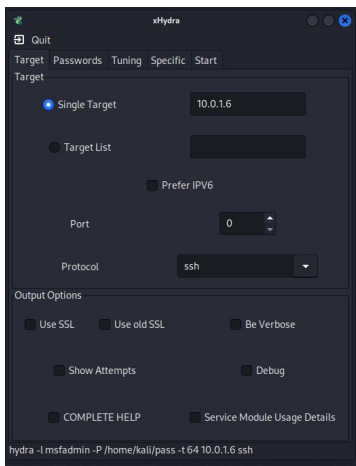 xHydra
Quit
Target Passwords Tuning Specific Start
Target
Single Target 10.0.1.6
Target List
Prefer IPV6
Port 0
Protocol ssh
Output Options
Use SSL Use old SSL Be Verbose
Show Attempts Debug
COMPLETE HELP Service Module Usage Details
hydra -l msfadmin -P /home/kali/pass -t 64 10.0.1.6 ssh